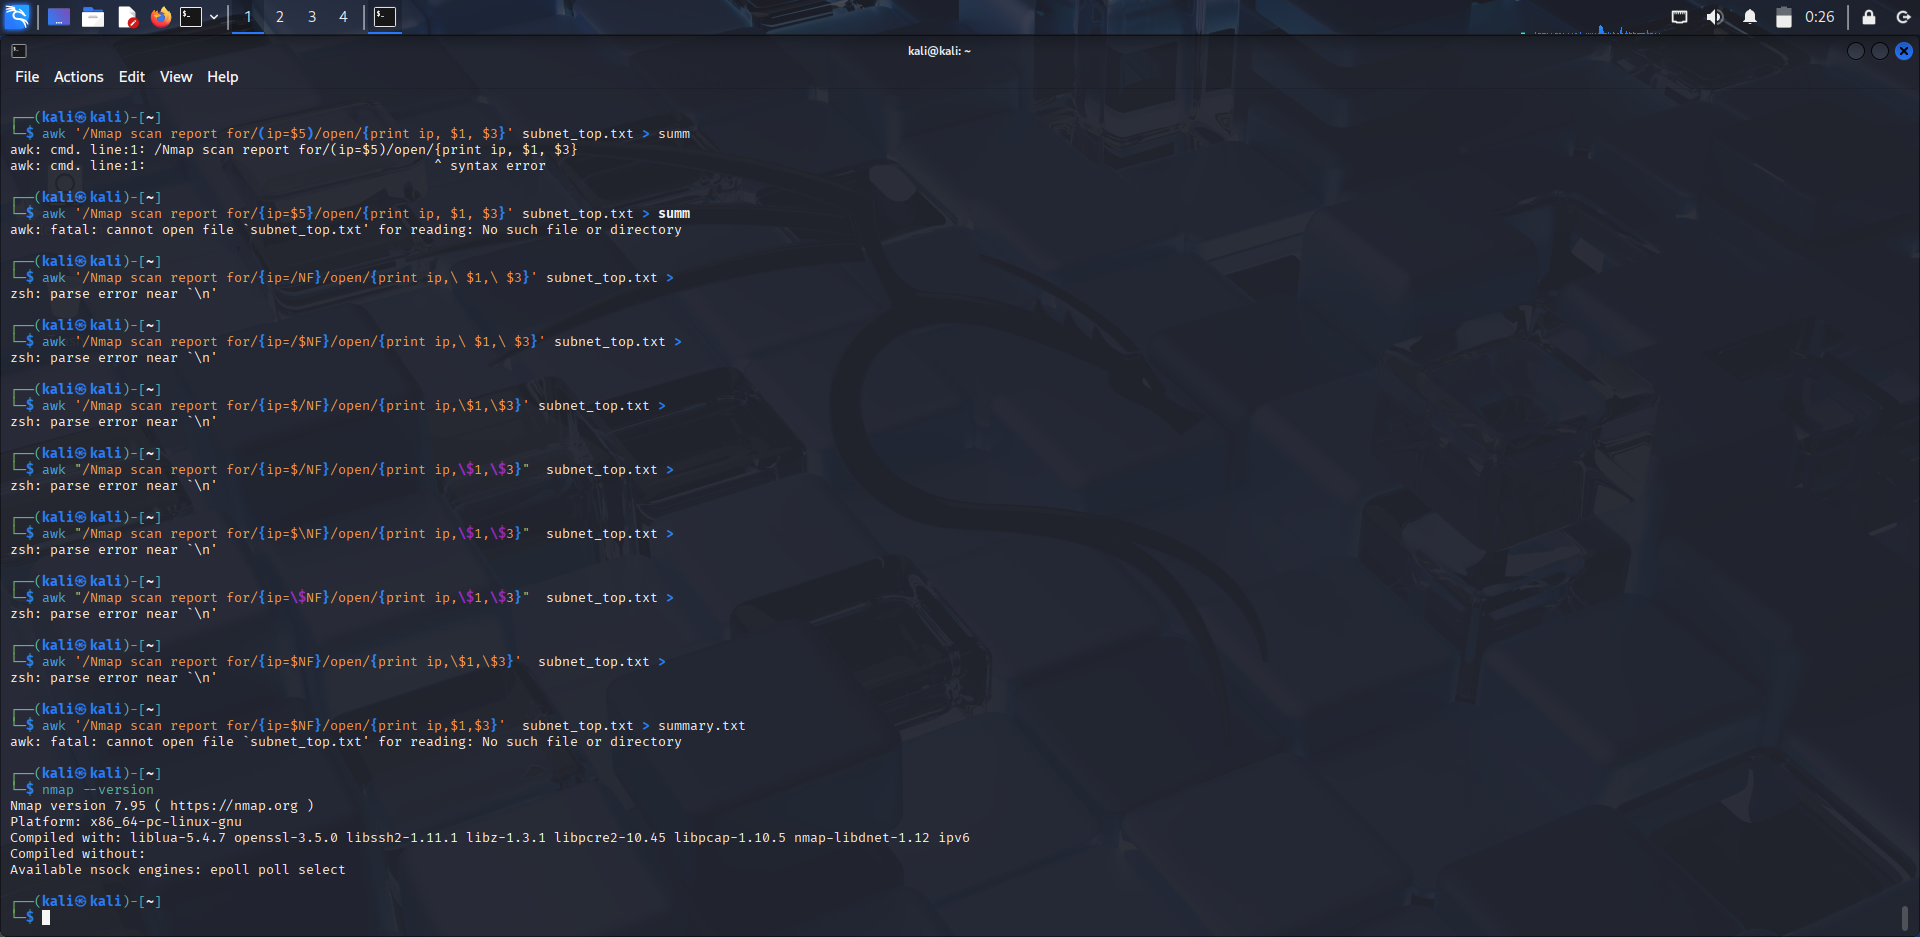 1 2 3 4
0:26
kali@kali: ~
File Actions Edit View Help
┌──(kali㉿kali)-[~]
└─$ awk '/Nmap scan report for/(ip=$5)/open/{print ip, $1, $3}' subnet_top.txt > summ
awk: cmd. line:1: /Nmap scan report for/(ip=$5)/open/{print ip, $1, $3}
awk: cmd. line:1:                                    ^ syntax error
┌──(kali㉿kali)-[~]
└─$ awk '/Nmap scan report for/{ip=$5}/open/{print ip, $1, $3}' subnet_top.txt > summ
awk: fatal: cannot open file `subnet_top.txt' for reading: No such file or directory
┌──(kali㉿kali)-[~]
└─$ awk '/Nmap scan report for/{ip=/NF}/open/{print ip,\ $1,\ $3}' subnet_top.txt >
zsh: parse error near `\n'
┌──(kali㉿kali)-[~]
└─$ awk '/Nmap scan report for/{ip=/$NF}/open/{print ip,\ $1,\ $3}' subnet_top.txt >
zsh: parse error near `\n'
┌──(kali㉿kali)-[~]
└─$ awk '/Nmap scan report for/{ip=$/NF}/open/{print ip,\$1,\$3}' subnet_top.txt >
zsh: parse error near `\n'
┌──(kali㉿kali)-[~]
└─$ awk "/Nmap scan report for/{ip=$/NF}/open/{print ip,\$1,\$3}"  subnet_top.txt >
zsh: parse error near `\n'
┌──(kali㉿kali)-[~]
└─$ awk "/Nmap scan report for/{ip=$\NF}/open/{print ip,\$1,\$3}"  subnet_top.txt >
zsh: parse error near `\n'
┌──(kali㉿kali)-[~]
└─$ awk "/Nmap scan report for/{ip=\$NF}/open/{print ip,\$1,\$3}"  subnet_top.txt >
zsh: parse error near `\n'
┌──(kali㉿kali)-[~]
└─$ awk '/Nmap scan report for/{ip=$NF}/open/{print ip,\$1,\$3}'  subnet_top.txt >
zsh: parse error near `\n'
┌──(kali㉿kali)-[~]
└─$ awk '/Nmap scan report for/{ip=$NF}/open/{print ip,$1,$3}'  subnet_top.txt > summary.txt
awk: fatal: cannot open file `subnet_top.txt' for reading: No such file or directory
┌──(kali㉿kali)-[~]
└─$ nmap --version
Nmap version 7.95 ( https://nmap.org )
Platform: x86_64-pc-linux-gnu
Compiled with: liblua-5.4.7 openssl-3.5.0 libssh2-1.11.1 libz-1.3.1 libpcre2-10.45 libpcap-1.10.5 nmap-libdnet-1.12 ipv6
Compiled without:
Available nsock engines: epoll poll select
┌──(kali㉿kali)-[~]
└─$